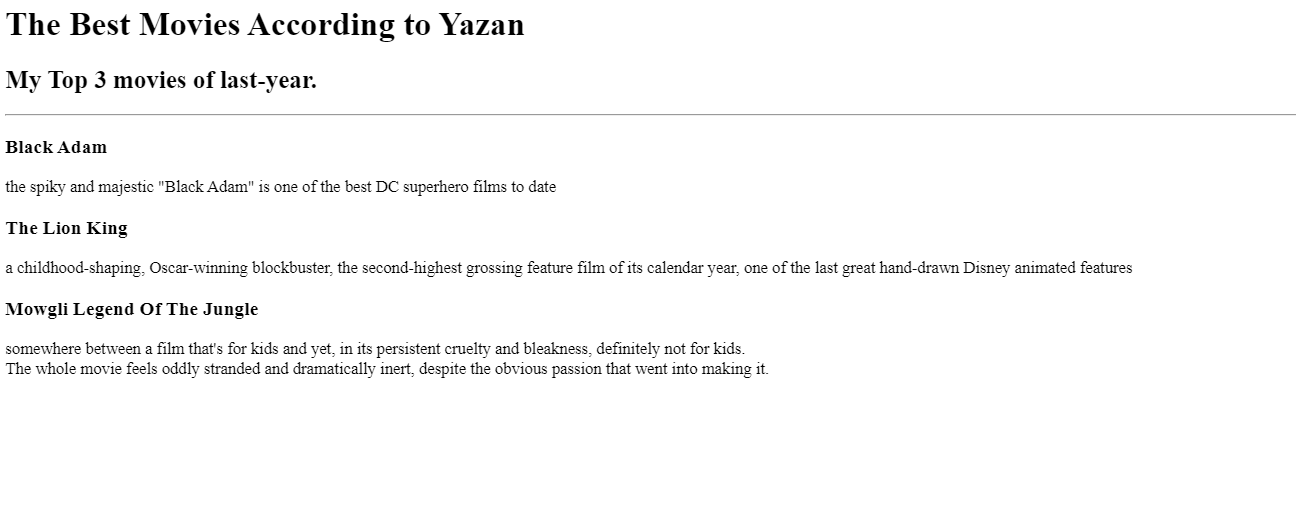 The Best Movies According to Yazan
My Top 3 movies of last-year.
Black Adam
the spiky and majestic "Black Adam" is one of the best DC superhero films to date
The Lion King
a childhood-shaping, Oscar-winning blockbuster, the second-highest grossing feature film of its calendar year, one of the last great hand-drawn Disney animated features
Mowgli Legend Of The Jungle
somewhere between a film that's for kids and yet, in its persistent cruelty and bleakness, definitely not for kids.
The whole movie feels oddly stranded and dramatically inert, despite the obvious passion that went into making it.